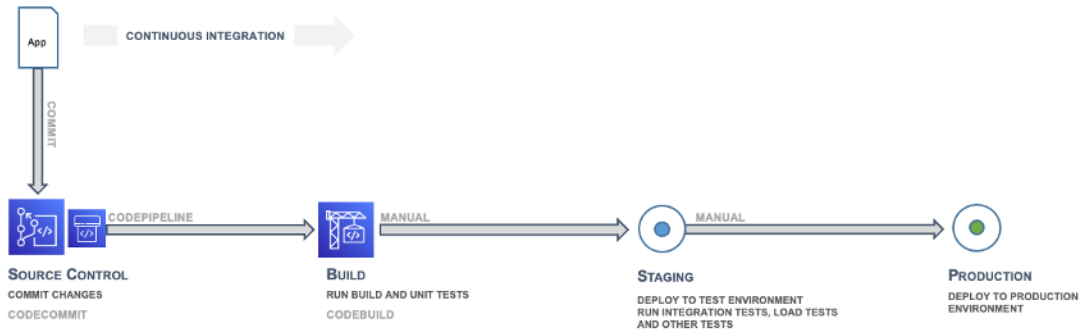 App
CONTINUOUS INTEGRATION
COMMIT
CODEPIPELINE
MANUAL
MANUAL
SOURCE CONTROL
COMMIT CHANGES
CODECOMMIT
BUILD
RUN BUILD AND UNIT TESTS
CODEBUILD
STAGING
DEPLOY TO TEST ENVIRONMENT
RUN INTEGRATION TESTS, LOAD TESTS
AND OTHER TESTS
PRODUCTION
DEPLOY TO PRODUCTION
ENVIRONMENT